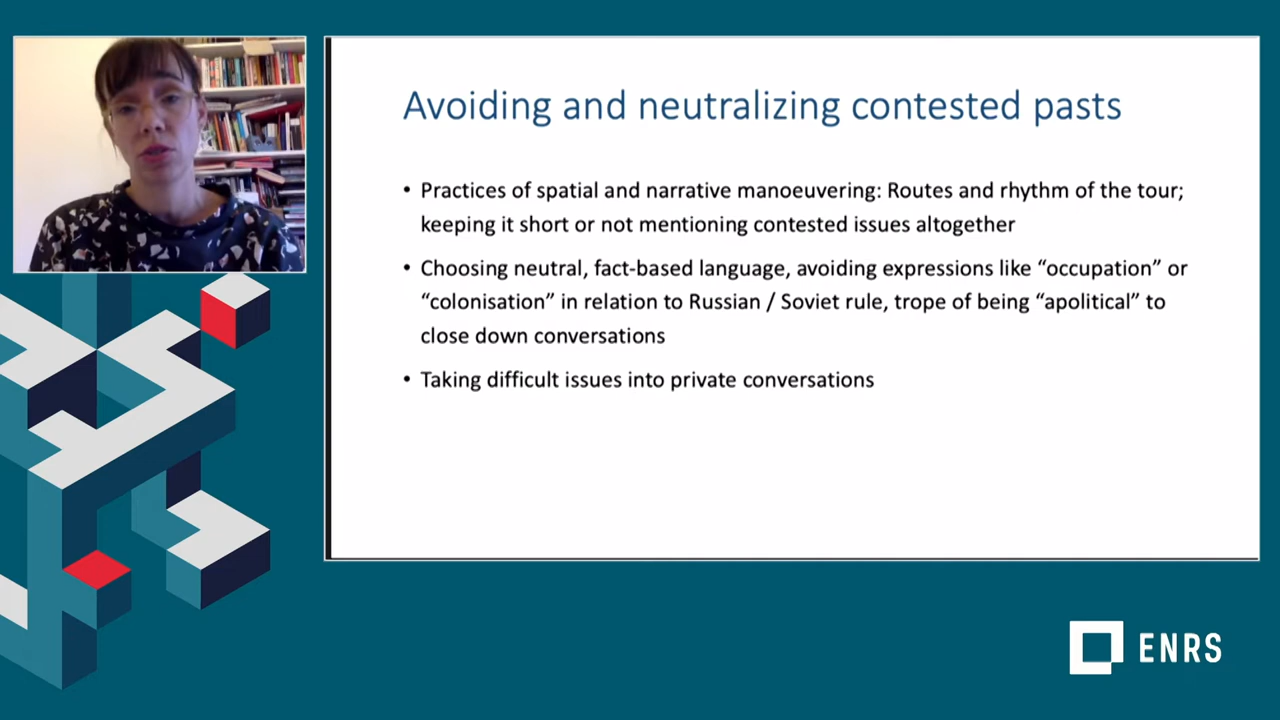 Avoiding and neutralizing contested pasts
• Practices of spatial and narrative manoeuvering: Routes and rhythm of the tour;
keeping it short or not mentioning contested issues altogether
• Choosing neutral, fact-based language, avoiding expressions like “occupation” or
“colonisation” in relation to Russian / Soviet rule, trope of being “apolitical” to
close down conversations
• Taking difficult issues into private conversations
ENRS